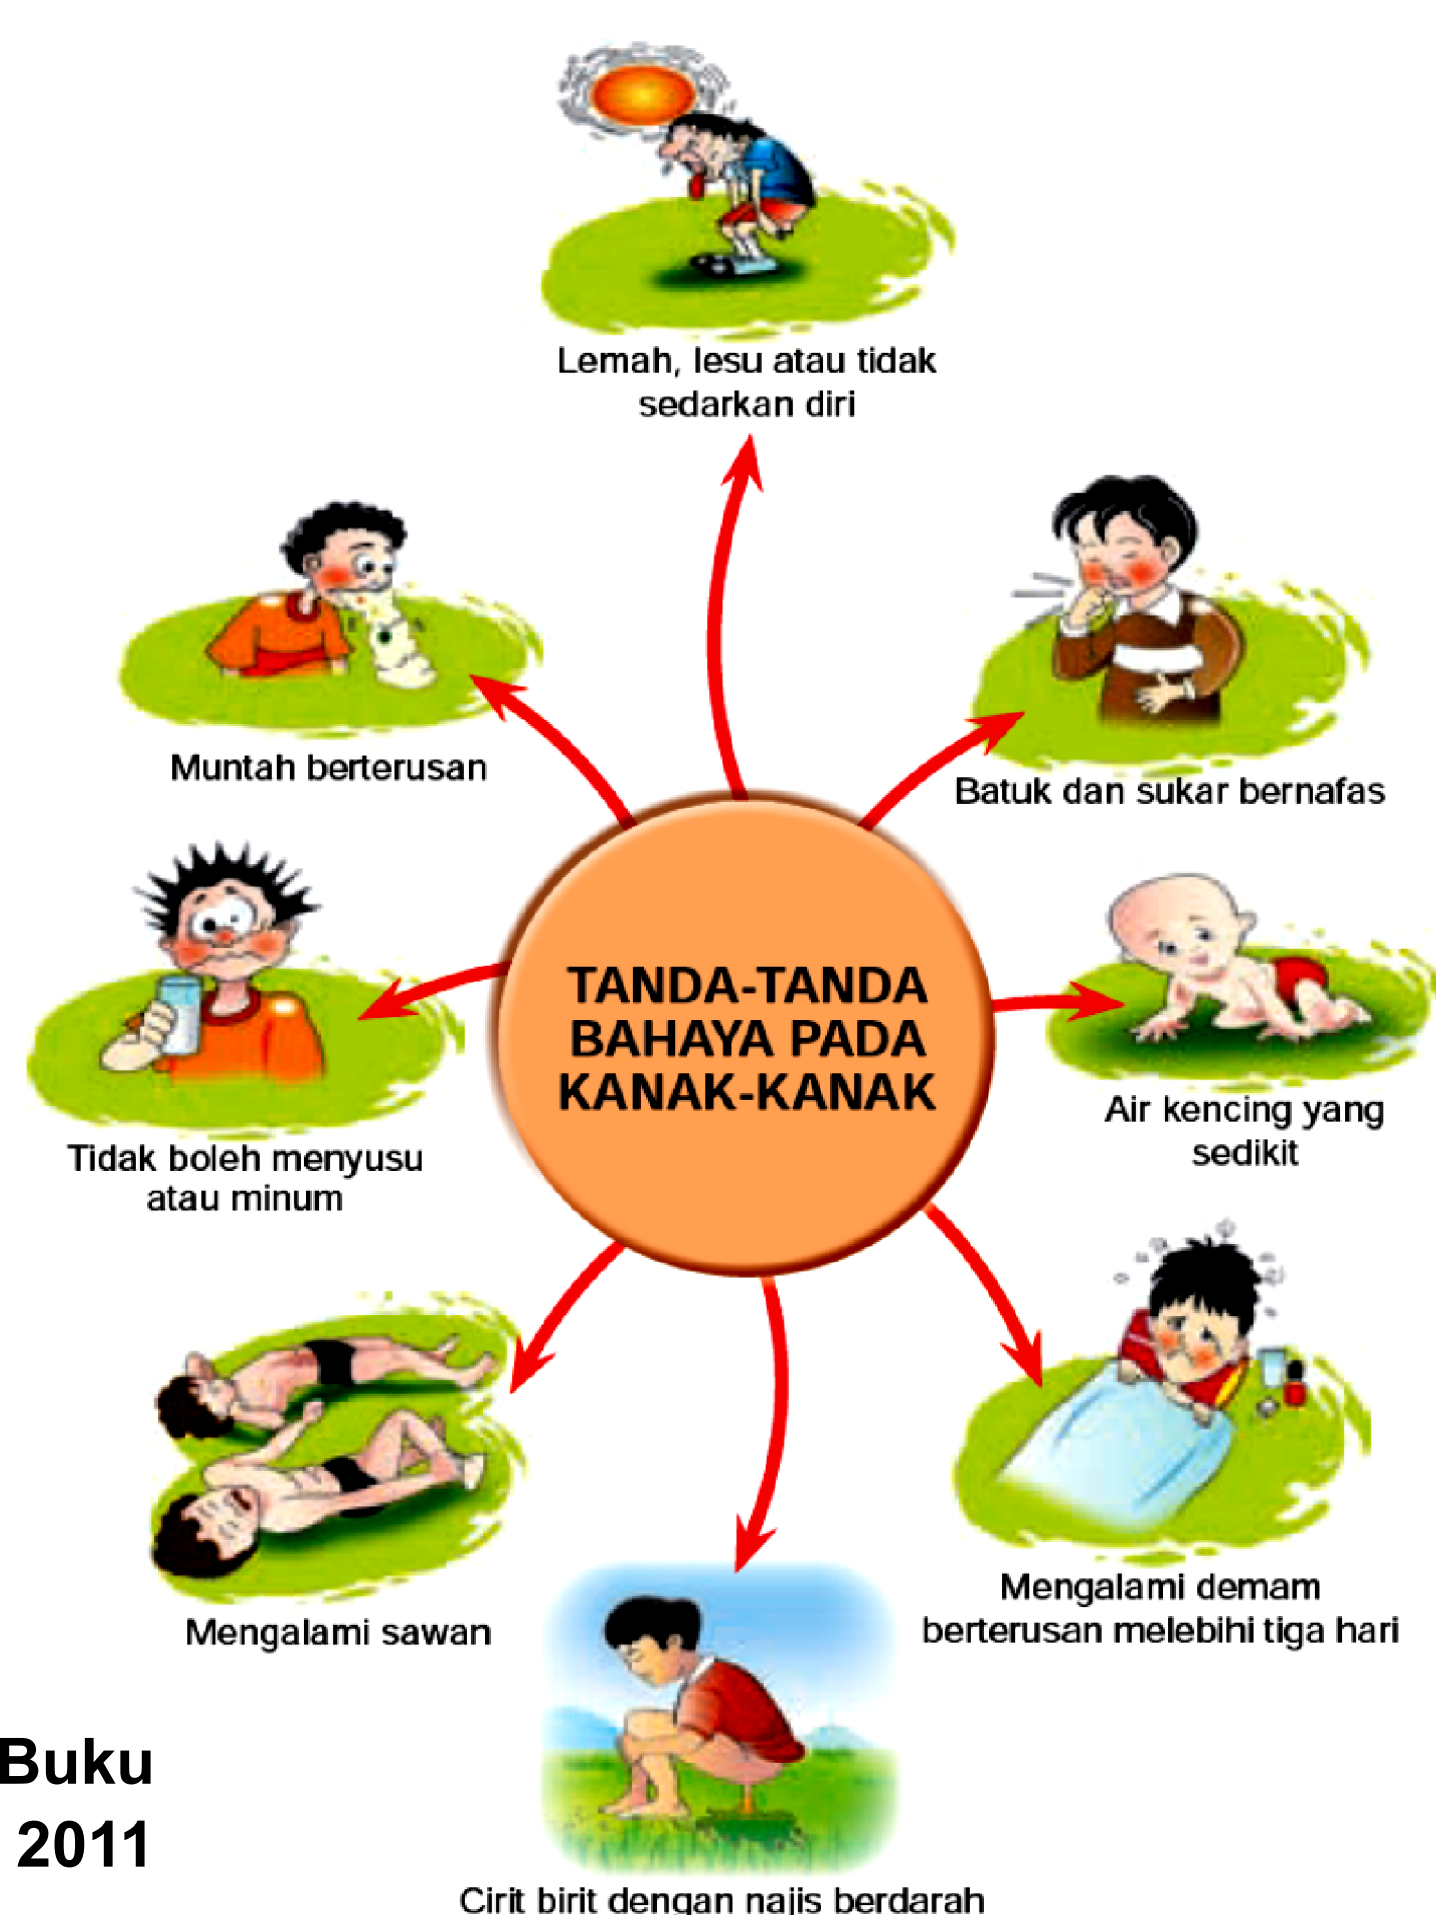 Lemah, lesu atau tidak
sedarkan diri
Muntah berterusan
Batuk dan sukar bernafas
TANDA-TANDA
BAHAYA PADA
KANAK-KANAK
Tidak boleh menyusu
atau minum
Air kencing yang
sedikit
Mengalami sawan
Mengalami demam
berterusan melebihi tiga hari
Cirit birit dengan najis berdarah
Buku
2011